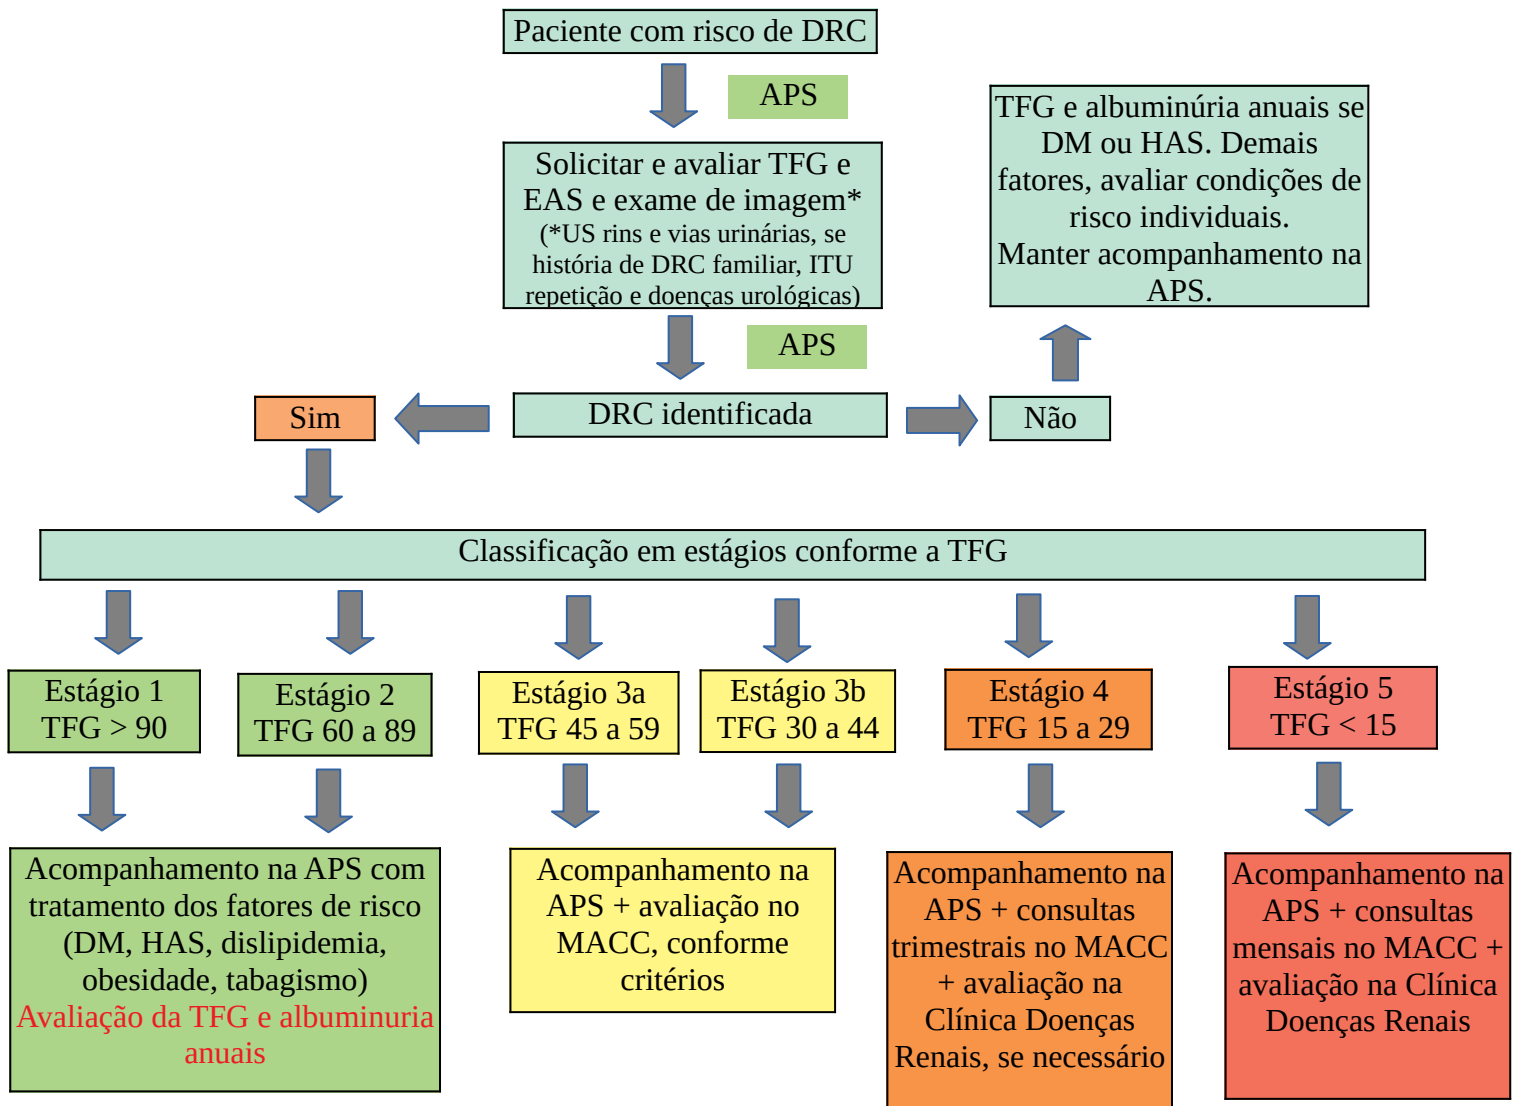 Paciente com risco de DRC
APS
Solicitar e avaliar TFG e
EAS e exame de imagem*
(*US rins e vias urinárias, se
história de DRC familiar, ITU
repetição e doenças urológicas)
TFG e albuminúria anuais se
DM ou HAS. Demais
fatores, avaliar condições de
risco individuais.
Manter acompanhamento na
APS.
APS
Sim
DRC identificada
Não
Classificação em estágios conforme a TFG
Estágio 1
TFG > 90
Estágio 2
TFG 60 a 89
Estágio 3a
TFG 45 a 59
Estágio 3b
TFG 30 a 44
Estágio 4
TFG 15 a 29
Estágio 5
TFG < 15
Acompanhamento na APS com
tratamento dos fatores de risco
(DM, HAS, dislipidemia,
obesidade, tabagismo)
Avaliação da TFG e albuminuria
anuais
Acompanhamento na
APS + avaliação no
MACC, conforme
critérios
Acompanhamento na
APS + consultas
trimestrais no MACC
+ avaliação na
Clínica Doenças
Renais, se necessário
Acompanhamento na
APS + consultas
mensais no MACC +
avaliação na Clínica
Doenças Renais